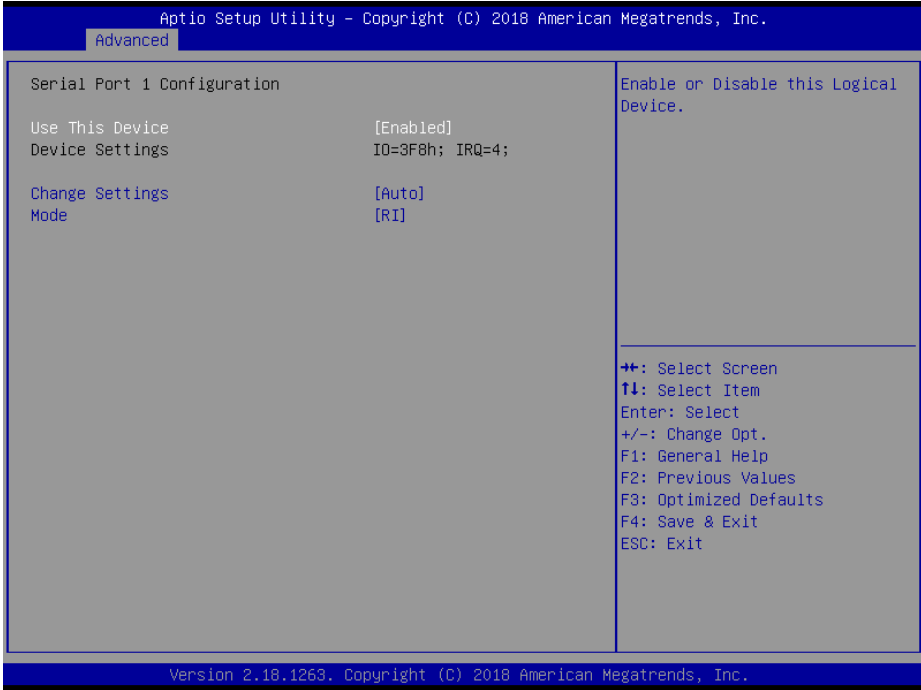 Aptio Setup Utility – Copyright (C) 2018 American Megatrends, Inc.
Advanced
Serial Port 1 Configuration
Use This Device [Enabled]
Device Settings IO=3F8h; IRQ=4;
Change Settings [Auto]
Mode [RI]
Enable or Disable this Logical
Device.
→←: Select Screen
↑↓: Select Item
Enter: Select
+/-: Change Opt.
F1: General Help
F2: Previous Values
F3: Optimized Defaults
F4: Save & Exit
ESC: Exit
Version 2.18.1263. Copyright (C) 2018 American Megatrends, Inc.